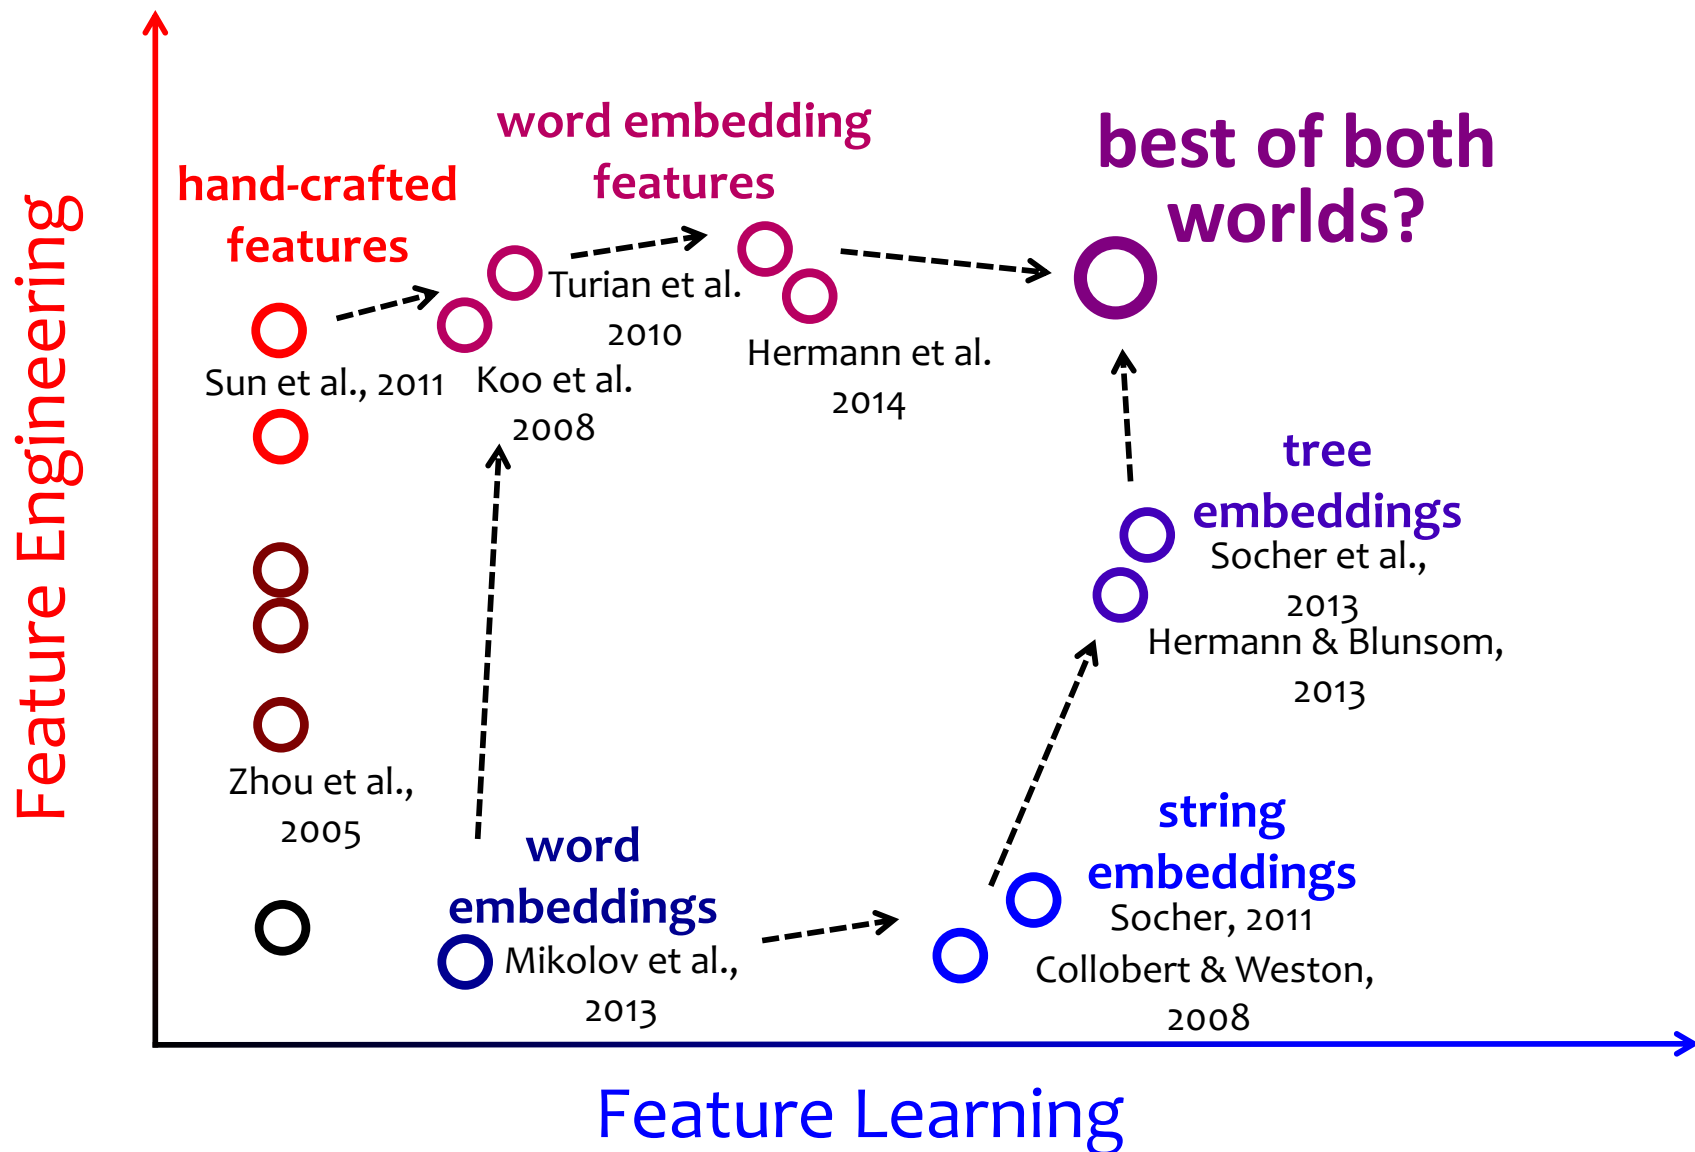 Feature Engineering
hand-crafted
features
Sun et al., 2011
Zhou et al.,
2005
word embedding
features
Turian et al.
2010
Koo et al.
2008
Hermann et al.
2014
best of both
worlds?
tree
embeddings
Socher et al.,
2013
Hermann & Blunsom,
2013
word
embeddings
Mikolov et al.,
2013
string
embeddings
Socher, 2011
Collobert & Weston,
2008
Feature Learning